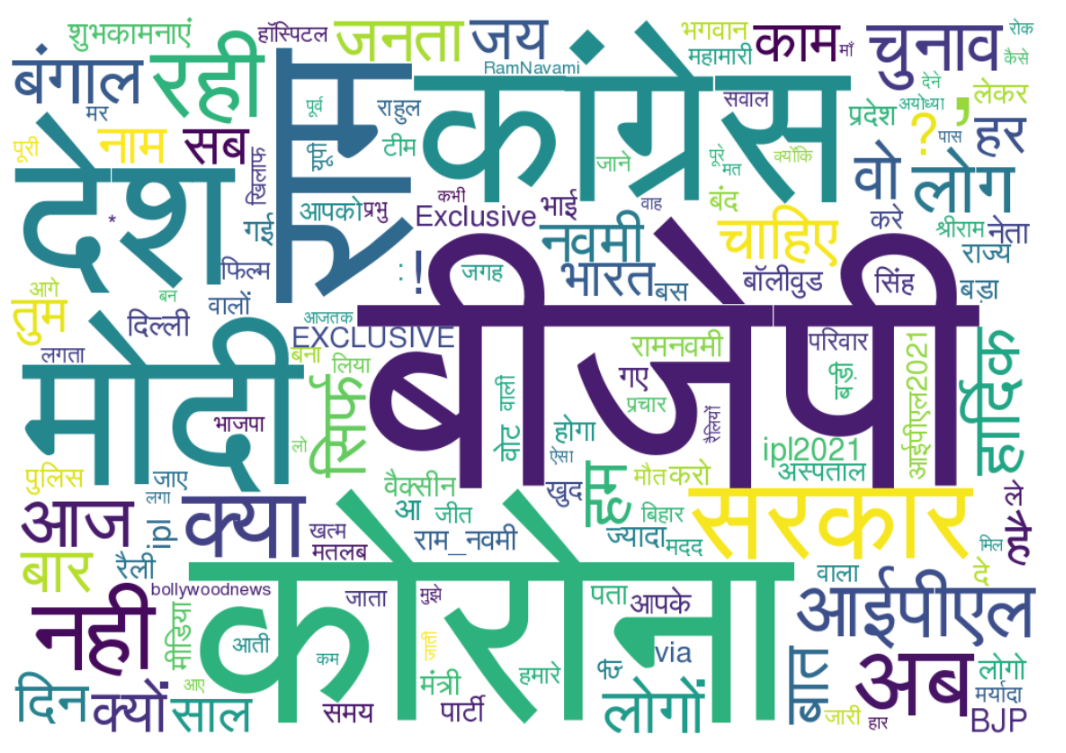 शुभकामनाएं
हॉस्पिटल
जनता
जय
भगवान
महामारी
काम
माँ
चुनाव
रोक
कैसे
बंगाल
रही
राम
कांग्रेस
RamNavami
मर
पूर्व
राहुल
सवाल
प्रदेश
देने
अयोध्या
,
लेकर
पूरी
नाम
सब
खिलाफ
यूपी
टीम
जाने
पूरे
मत
क्योंकि
?
पास
हर
देश
*
गई
आपको
प्रभु
कभी
Exclusive
भाई
वाह
बंद
वो
लोग
करे
श्रीराम
नेता
नवमी
चाहिए
राज्य
आगे
बन
फिल्म
:
!
जगह
भारत
बस
बॉलीवुड
सिंह
बड़ा
तुम
दिल्ली
वालों
आजतक
EXCLUSIVE
बीजेपी
लगता
बना
लिया
रामनवमी
परिवार
मोदी
भाजपा
सिर्फ
वाली
वोट
गए
प्रचार
रैलियों
बड़ी
आईपीएल2021
हार्दिक
लो
होगा
ऐसा
ipl2021
अस्पताल
पुलिस
जाए
लगा
वैक्सीन
खुद
हम
मौत
करो
सरकार
ले
है
आज
ipl
क्या
खत्म
मतलब
आ
जीत
राम_नवमी
बिहार
ज्यादा
मदद
मिल
बार
रैली
bollywoodnews
कोरोना
वाला
दे
नही
मीडिया
जाता
मुझे
पता
आपके
आईपीएल
आती
कम
जाती
हमारे
via
बात
अब
लोगो
दिन
क्यों
आए
साल
समय
मंत्री
पार्टी
लोगों
जारी
हार
मर्यादा
BJP